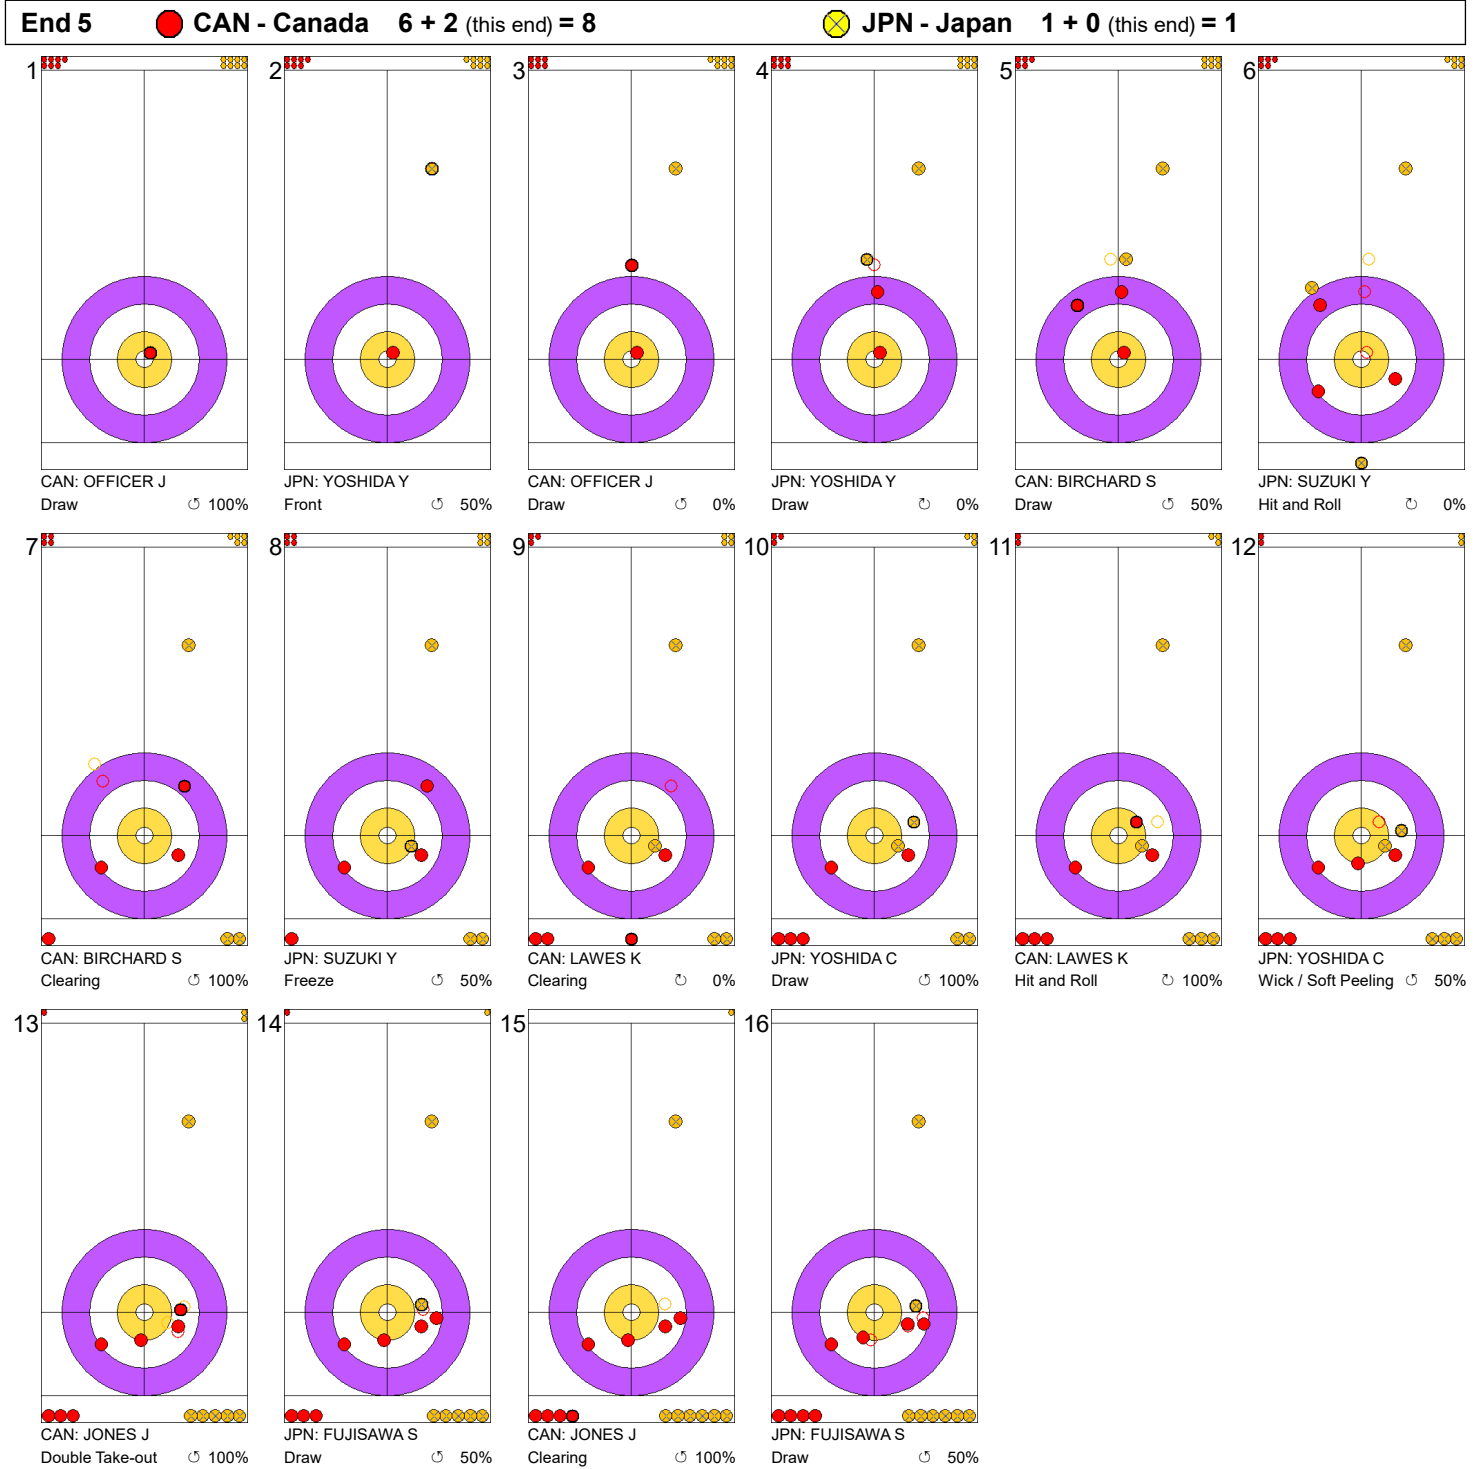 End 5 CAN - Canada 6 + 2 (this end) = 8 JPN - Japan 1 + 0 (this end) = 1
1 2 3 4 5 6
CAN: OFFICER J JPN: YOSHIDA Y CAN: OFFICER J JPN: YOSHIDA Y CAN: BIRCHARD S JPN: SUZUKI Y
Draw ↺ 100% Front ↺ 50% Draw ↺ 0% Draw ↻ 0% Draw ↺ 50% Hit and Roll ↻ 0%
7 8 9 10 11 12
CAN: BIRCHARD S JPN: SUZUKI Y CAN: LAWES K JPN: YOSHIDA C CAN: LAWES K JPN: YOSHIDA C
Clearing ↺ 100% Freeze ↺ 50% Clearing ↻ 0% Draw ↺ 100% Hit and Roll ↻ 100% Wick / Soft Peeling ↺ 50%
13 14 15 16
CAN: JONES J JPN: FUJISAWA S CAN: JONES J JPN: FUJISAWA S
Double Take-out ↺ 100% Draw ↺ 50% Clearing ↺ 100% Draw ↺ 50%